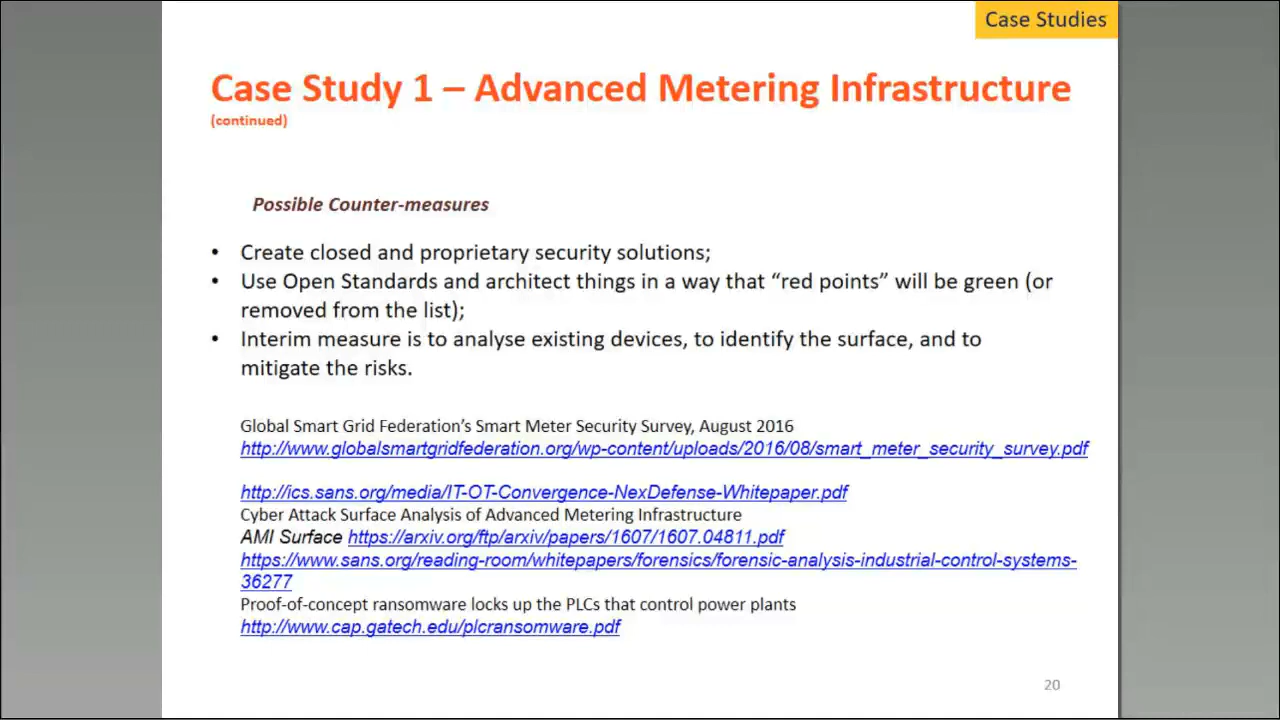 Case Studies
Case Study 1 – Advanced Metering Infrastructure
(continued)
Possible Counter-measures
• Create closed and proprietary security solutions;
• Use Open Standards and architect things in a way that “red points” will be green (or
removed from the list);
• Interim measure is to analyse existing devices, to identify the surface, and to
mitigate the risks.
Global Smart Grid Federation’s Smart Meter Security Survey, August 2016
http://www.globalsmartgridfederation.org/wp-content/uploads/2016/08/smart_meter_security_survey.pdf
http://ics.sans.org/media/IT-OT-Convergence-NexDefense-Whitepaper.pdf
Cyber Attack Surface Analysis of Advanced Metering Infrastructure
AMI Surface https://arxiv.org/ftp/arxiv/papers/1607/1607.04811.pdf
https://www.sans.org/reading-room/whitepapers/forensics/forensic-analysis-industrial-control-systems-
36277
Proof-of-concept ransomware locks up the PLCs that control power plants
http://www.cap.gatech.edu/plcransomware.pdf
20